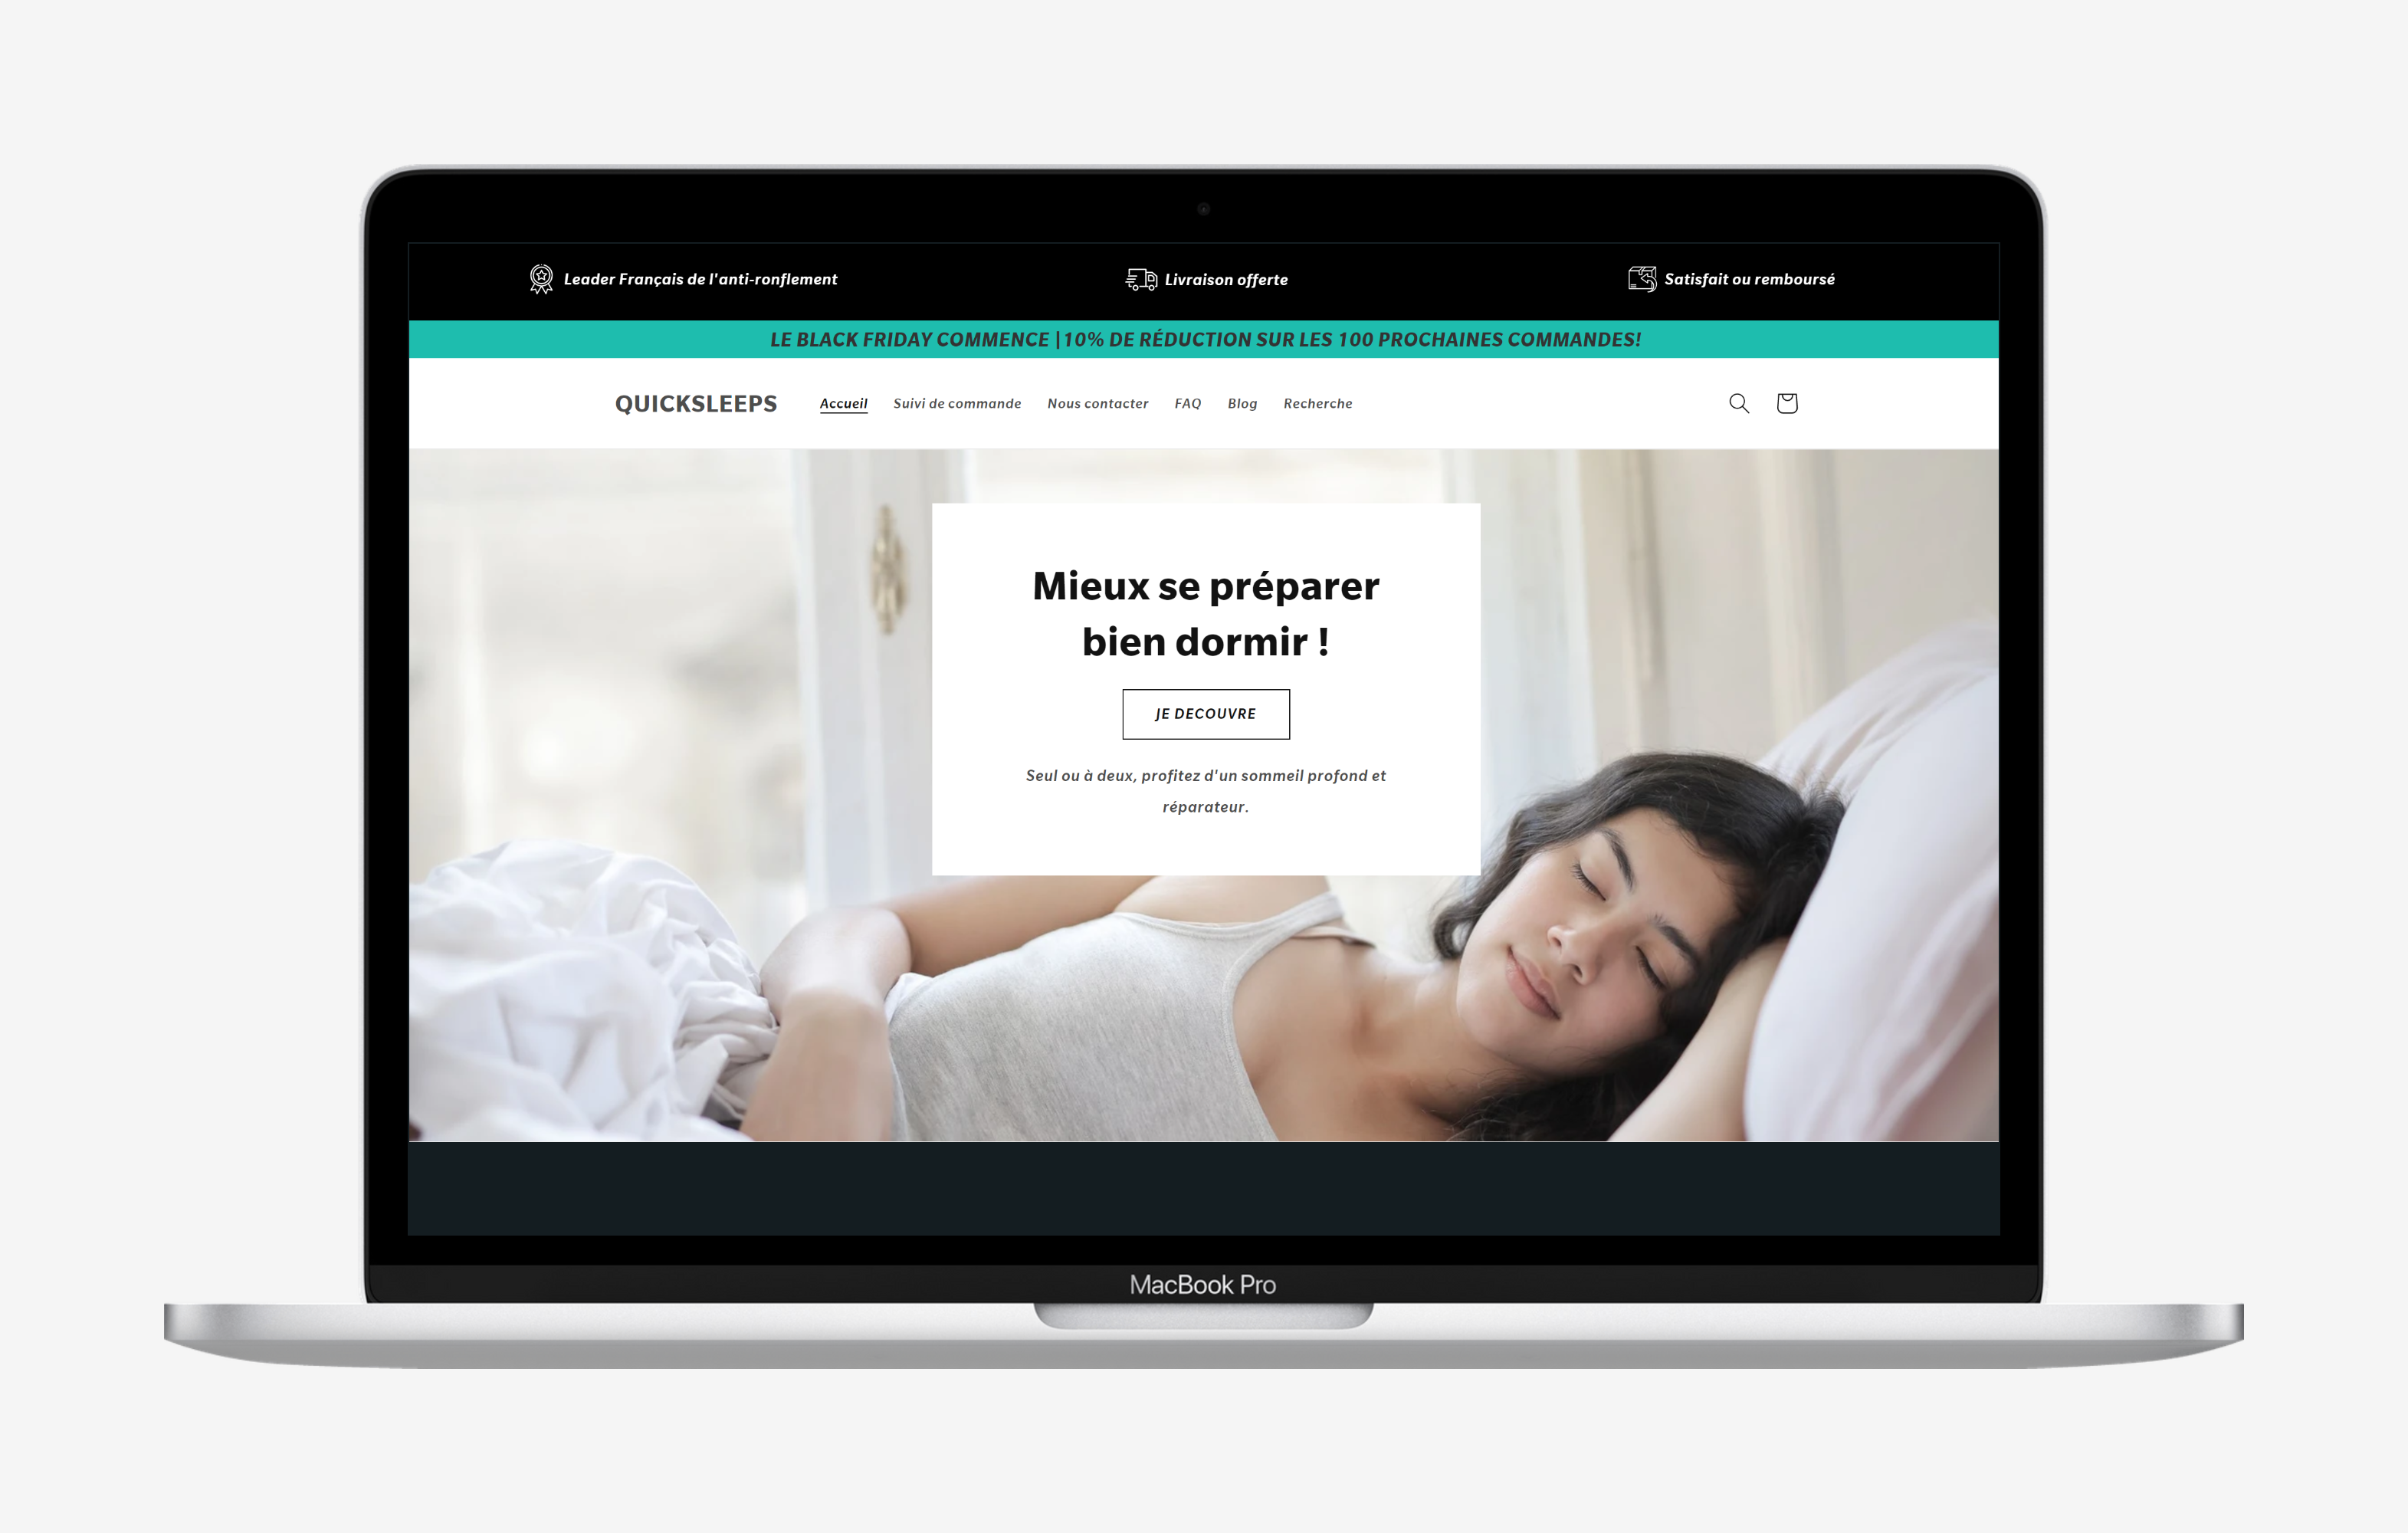 Leader Français de l'anti-ronflement
Livraison offerte
Satisfait ou remboursé
LE BLACK FRIDAY COMMENCE | 10% DE RÉDUCTION SUR LES 100 PROCHAINES COMMANDES!
QUICKSLEEPS
Accueil Suivi de commande Nous contacter FAQ Blog Recherche
Mieux se préparer
bien dormir !
JE DECOUVRE
Seul ou à deux, profitez d'un sommeil profond et
réparateur.
MacBook Pro